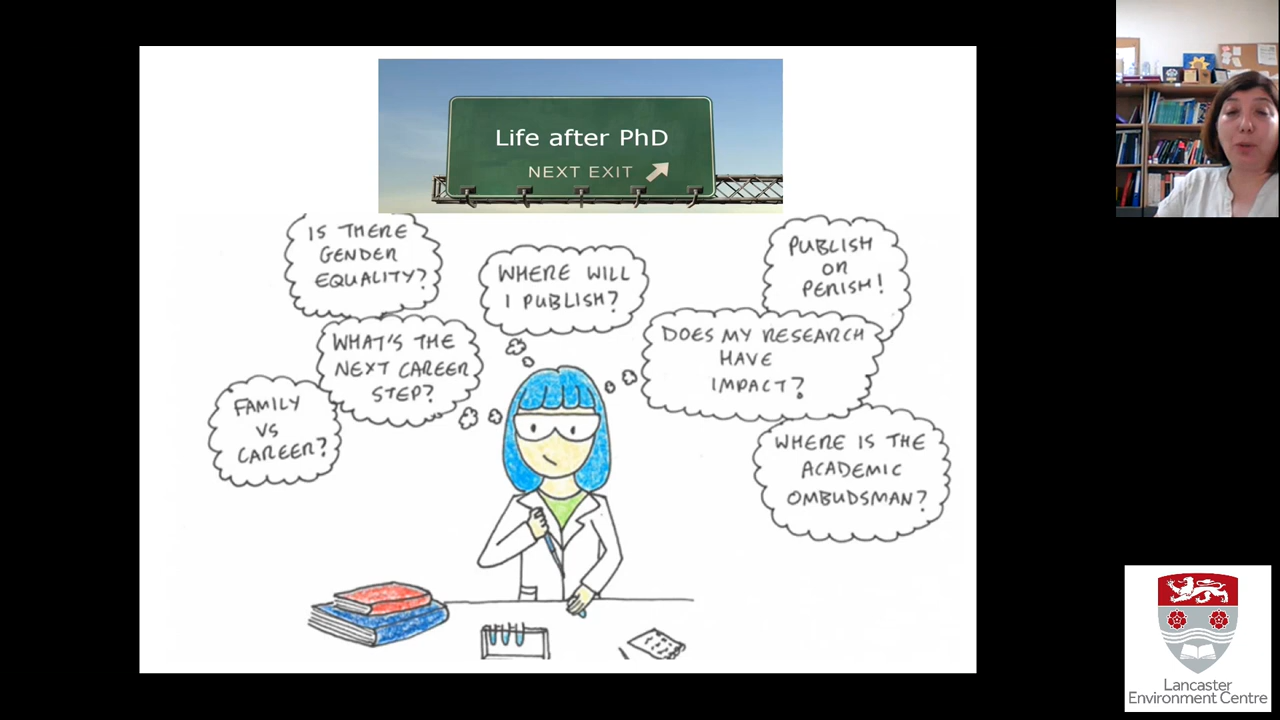 Life after PhD
NEXT EXIT
IS THERE
GENDER
EQUALITY?
WHERE WILL
I PUBLISH?
PUBLISH
OR
PERISH!
WHAT'S THE
NEXT CAREER
STEP?
DOES MY RESEARCH
HAVE
IMPACT?
FAMILY
VS
CAREER?
WHERE IS THE
ACADEMIC
OMBUDSMAN?
Lancaster
Environment Centre